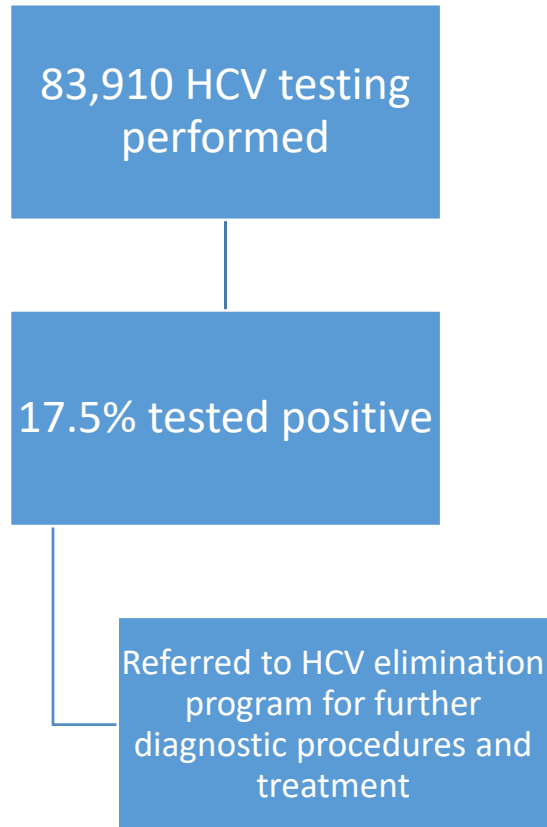 83,910 HCV testing
performed
17.5% tested positive
Referred to HCV elimination
program for further
diagnostic procedures and
treatment